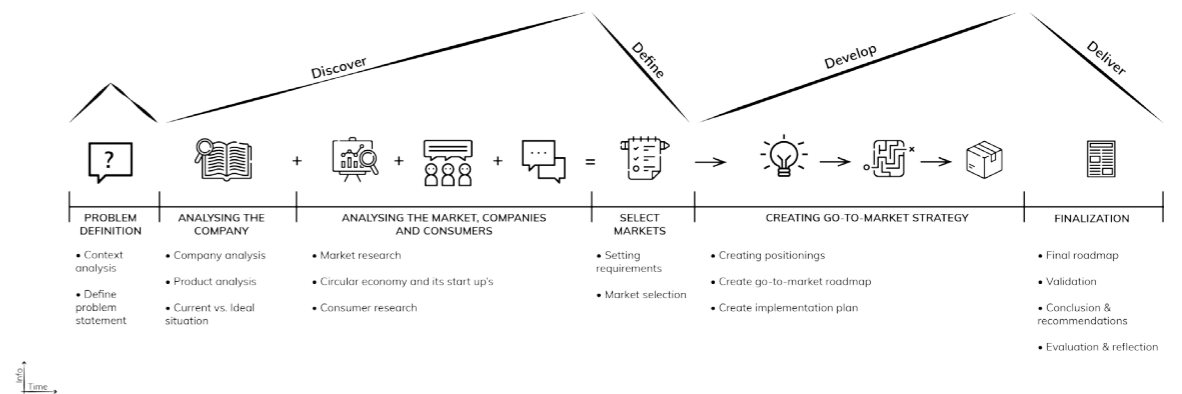 Discover
Define
Develop
Deliver
?
+
+
+
=
PROBLEM
DEFINITION
• Context
analysis
• Define
problem
statement
ANALYSING THE
COMPANY
• Company analysis
• Product analysis
• Current vs. Ideal
situation
ANALYSING THE MARKET, COMPANIES
AND CONSUMERS
• Market research
• Circular economy and its start up's
• Consumer research
SELECT
MARKETS
• Setting
requirements
• Market selection
CREATING GO-TO-MARKET STRATEGY
• Creating positionings
• Create go-to-market roadmap
• Create implementation plan
FINALIZATION
• Final roadmap
• Validation
• Conclusion &
recommendations
• Evaluation & reflection
Info
Time